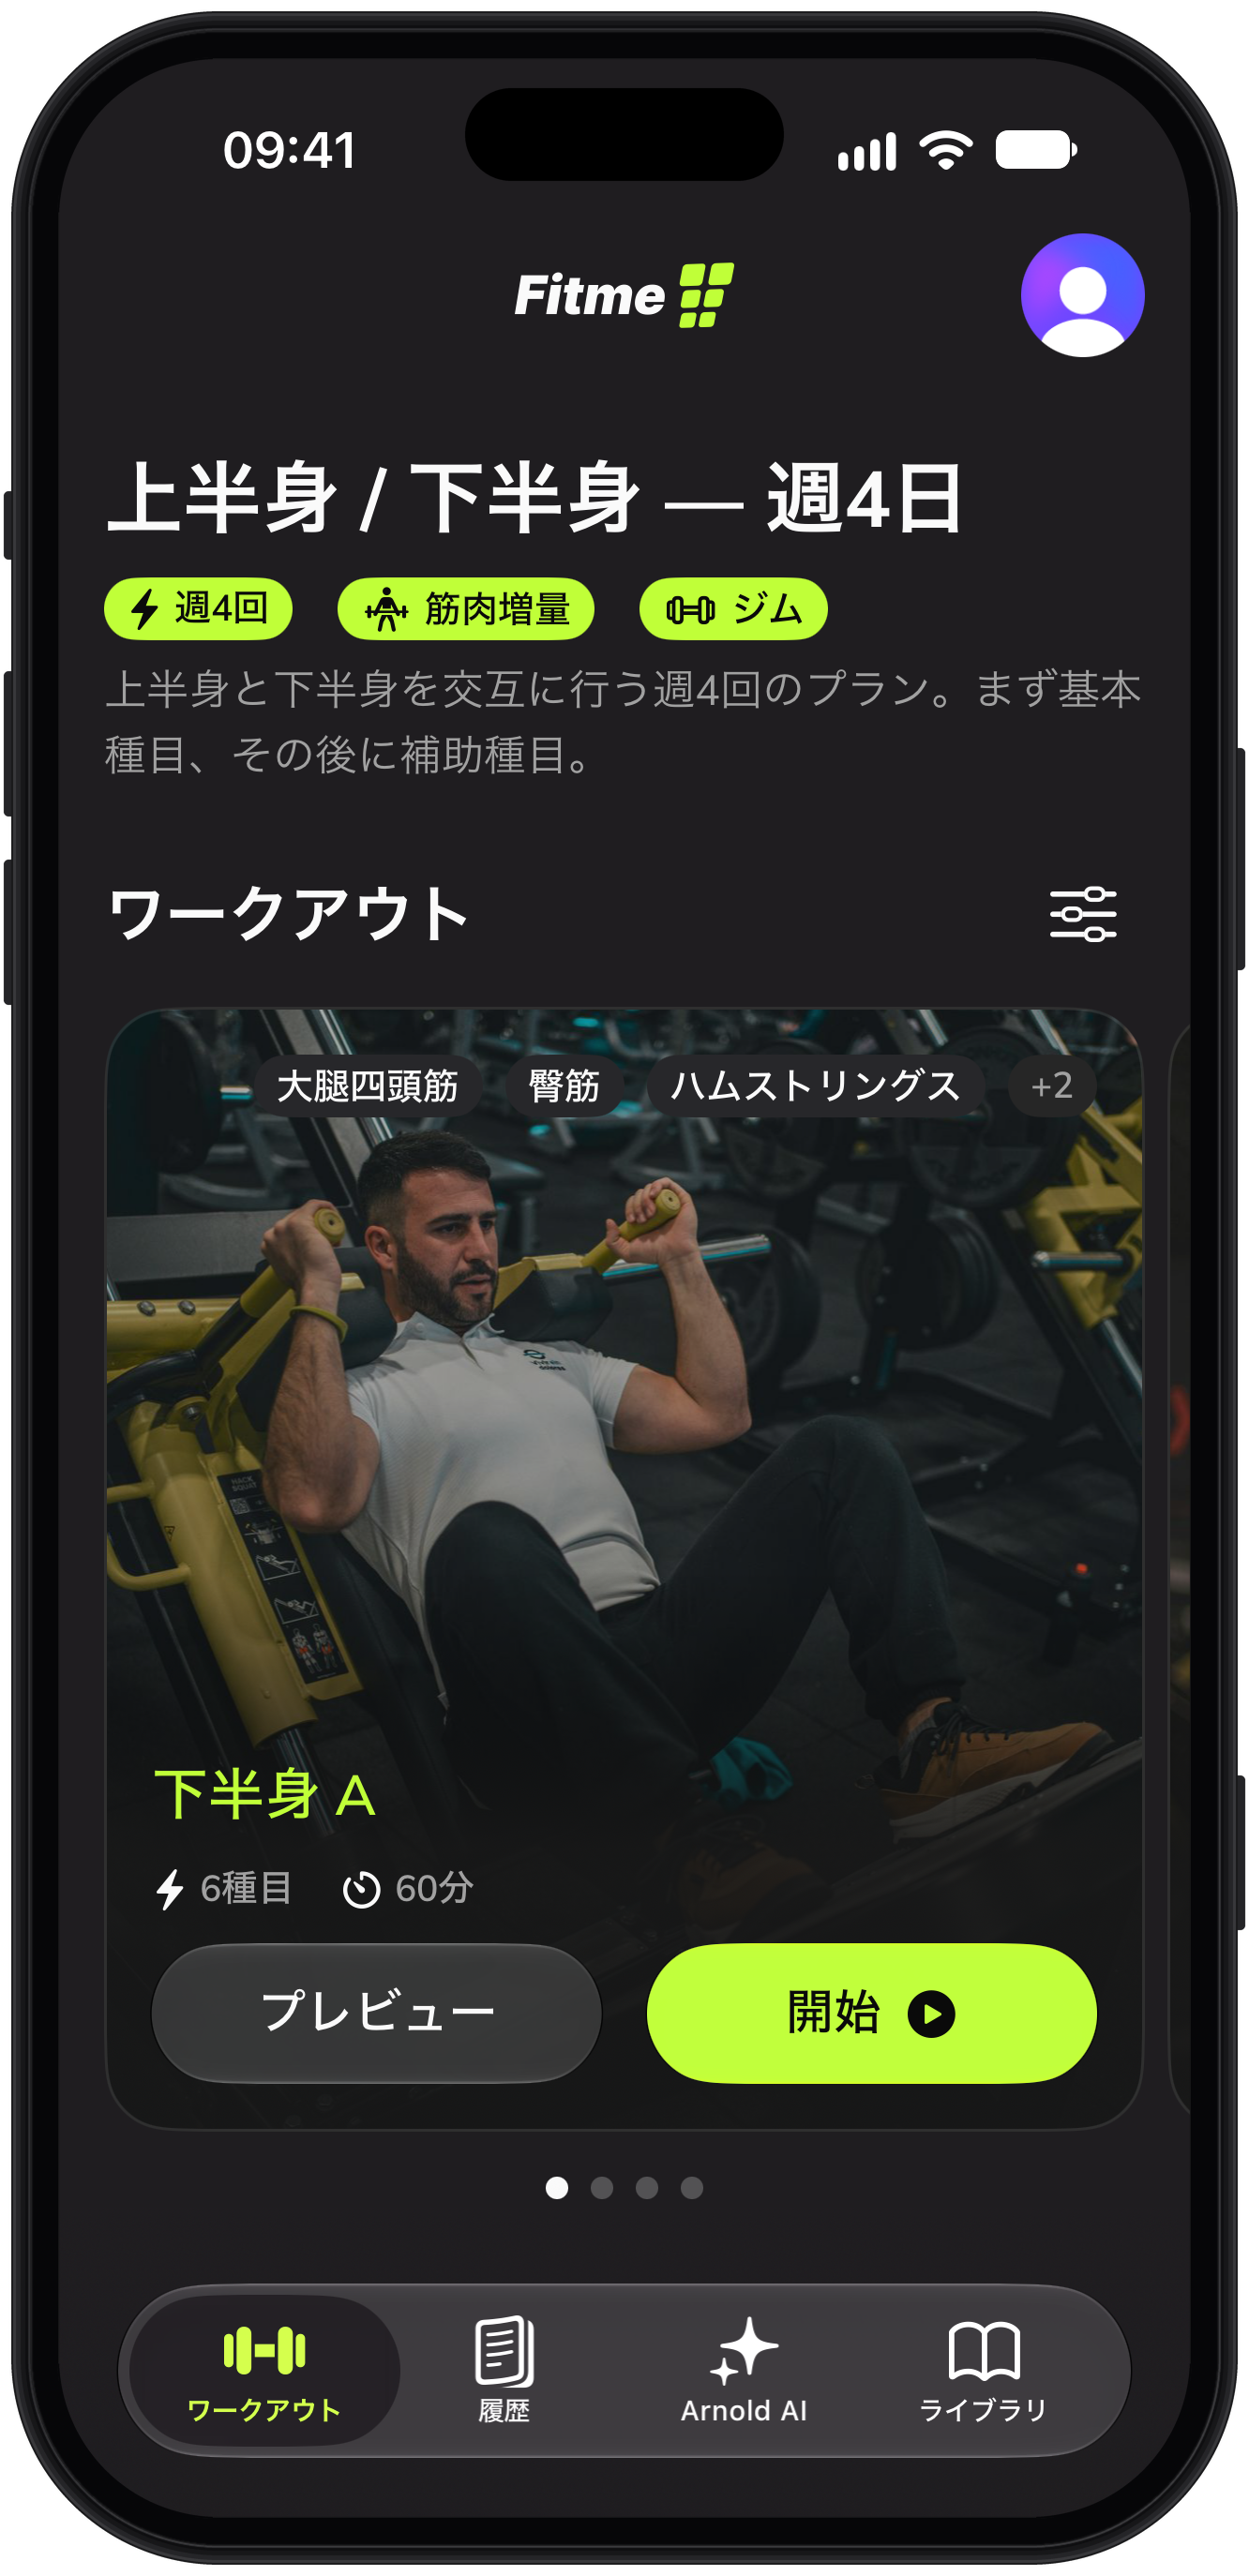 09:41
Fitme
上半身 / 下半身 — 週4日
週4回
筋肉増量
ジム
上半身と下半身を交互に行う週4回のプラン。まず基本
種目、その後に補助種目。
ワークアウト
大腿四頭筋
臀筋
ハムストリングス
+2
HACK
SQUAT
下半身 A
6種目
60分
プレビュー
開始
ワークアウト
履歴
Arnold AI
ライブラリ